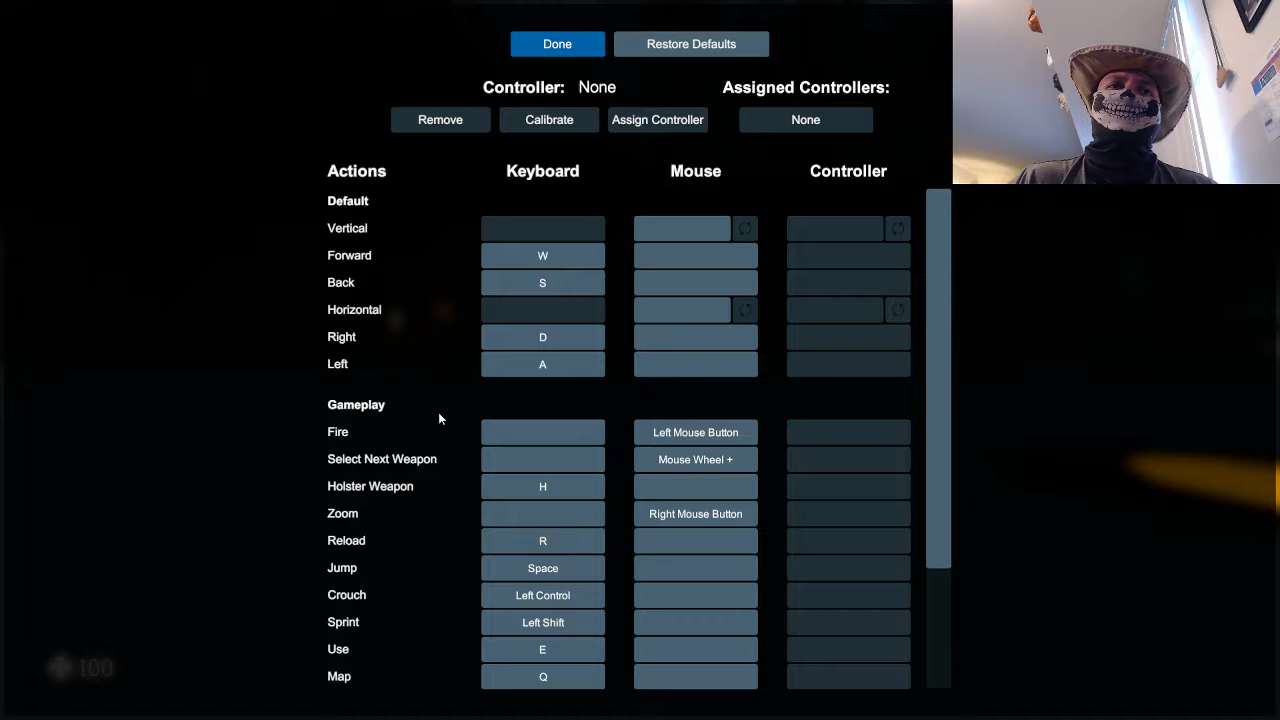 Done Restore Defaults
Controller: None Assigned Controllers:
Remove Calibrate Assign Controller None
Actions Keyboard Mouse Controller
Default
Vertical
Forward W
Back S
Horizontal
Right D
Left A
Gameplay
Fire Left Mouse Button
Select Next Weapon Mouse Wheel +
Holster Weapon H
Zoom Right Mouse Button
Reload R
Jump Space
Crouch Left Control
Sprint Left Shift
Use E
Map Q
100